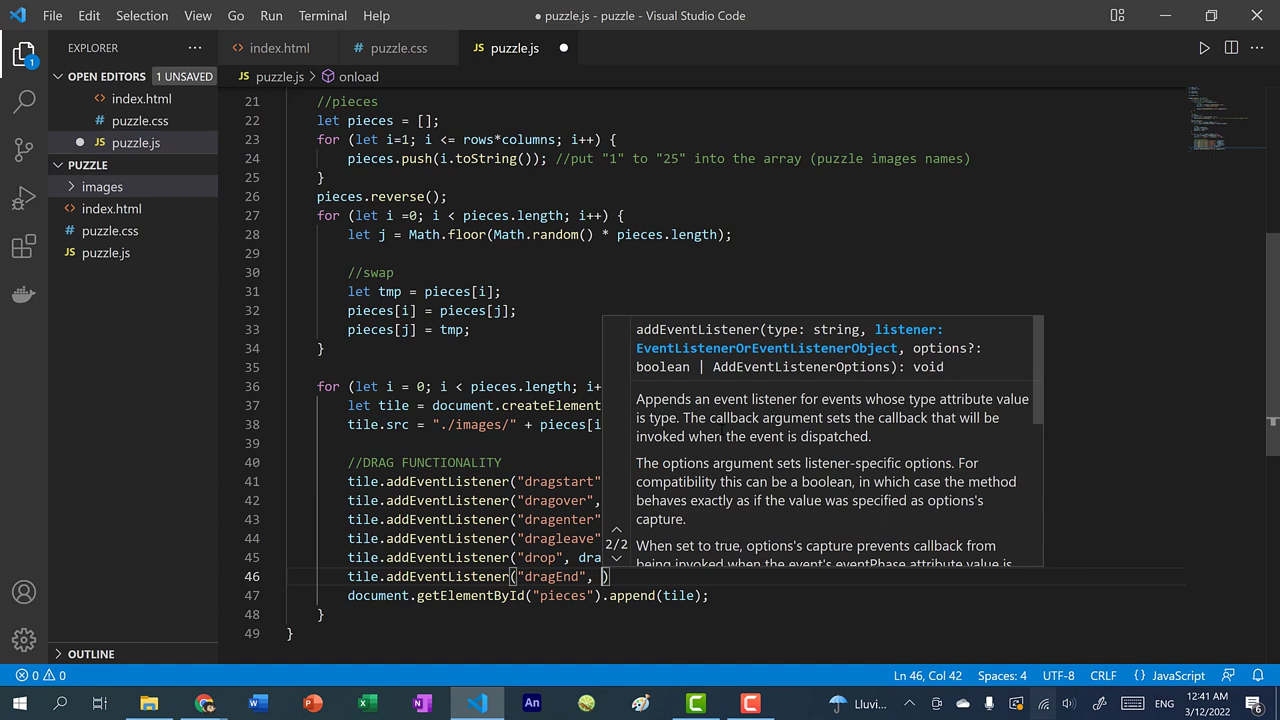 File Edit Selection View Go Run Terminal Help
● puzzle.js - puzzle - Visual Studio Code
EXPLORER
index.html
puzzle.css
puzzle.js
OPEN EDITORS 1 UNSAVED
index.html
puzzle.css
puzzle.js
PUZZLE
images
index.html
puzzle.css
puzzle.js
OUTLINE
1
puzzle.js > onload
21 //pieces
22 let pieces = [];
23 for (let i=1; i <= rows*columns; i++) {
24 pieces.push(i.toString()); //put "1" to "25" into the array (puzzle images names)
25 }
26 pieces.reverse();
27 for (let i =0; i < pieces.length; i++) {
28 let j = Math.floor(Math.random() * pieces.length);
29
30 //swap
31 let tmp = pieces[i];
32 pieces[i] = pieces[j];
33 pieces[j] = tmp;
34 }
35
36 for (let i = 0; i < pieces.length; i+
37 let tile = document.createElement
38 tile.src = "./images/" + pieces[i
39
40 //DRAG FUNCTIONALITY
41 tile.addEventListener("dragstart"
42 tile.addEventListener("dragover",
43 tile.addEventListener("dragenter"
44 tile.addEventListener("dragleave"
45 tile.addEventListener("drop", dra
46 tile.addEventListener("dragEnd", )
47 document.getElementById("pieces").append(tile);
48 }
49 }
addEventListener(type: string, listener:
EventListenerOrEventListenerObject, options?:
boolean | AddEventListenerOptions): void
Appends an event listener for events whose type attribute value
is type. The callback argument sets the callback that will be
invoked when the event is dispatched.
The options argument sets listener-specific options. For
compatibility this can be a boolean, in which case the method
behaves exactly as if the value was specified as options's
capture.
2/2
When set to true, options's capture prevents callback from
being invoked when the event's eventPhase attribute value is
0 0
Ln 46, Col 42 Spaces: 4 UTF-8 CRLF {} JavaScript
Lluvi... ENG
12:41 AM
3/12/2022
6